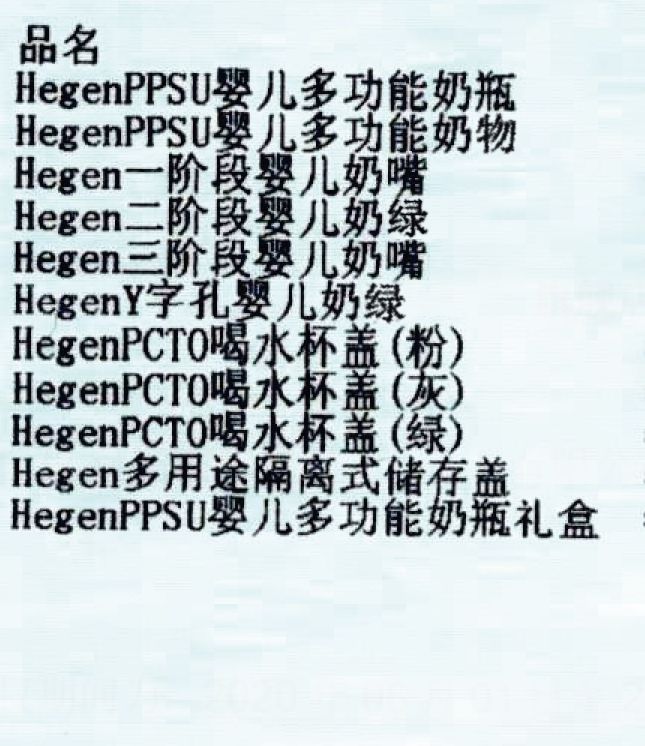 品名
HegenPPSU婴儿多功能奶瓶
HegenPPSU婴儿多功能奶物
Hegen一阶段婴儿奶嘴
Hegen二阶段婴儿奶绿
Hegen三阶段婴儿奶嘴
HegenY字孔婴儿奶绿
HegenPCTO喝水杯盖(粉)
HegenPCTO喝水杯盖(灰)
HegenPCTO喝水杯盖(绿)
Hegen多用途隔离式储存盖
HegenPPSU婴儿多功能奶瓶礼盒